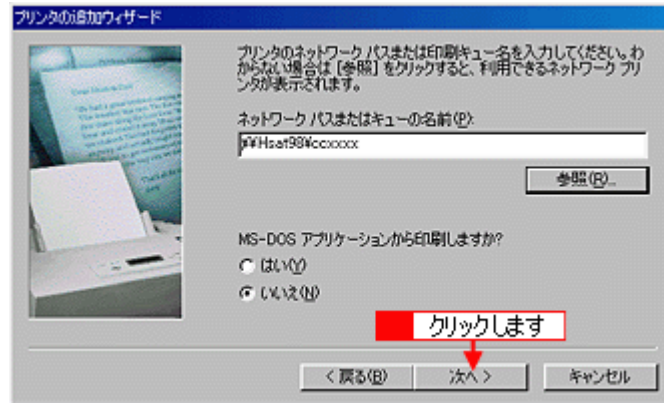 プリンタの追加ウィザード
プリンタのネットワーク パスまたは印刷キュー名を入力してください。わ
からない場合は [参照] をクリックすると、利用できるネットワーク プリ
ンタが表示されます。
ネットワーク パスまたはキューの名前(P):
¥¥Hsat98¥ccxxxx
参照(R)...
MS-DOS アプリケーションから印刷しますか?
はい(Y)
いいえ(N)
クリックします
< 戻る(B)
次へ >
キャンセル